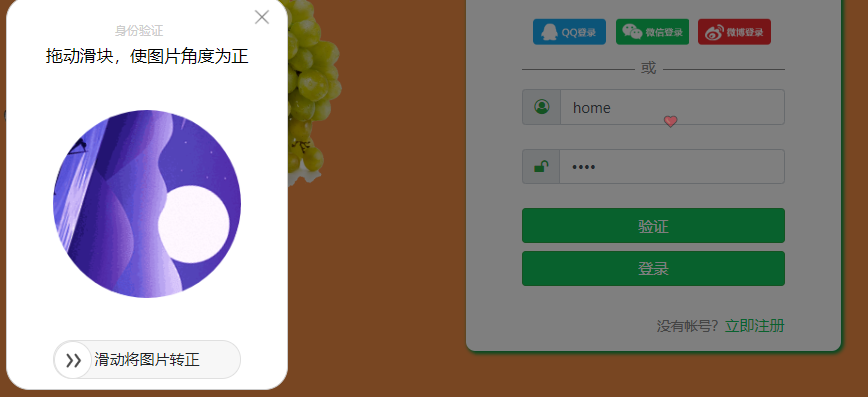 身份验证
拖动滑块，使图片角度为正
滑动将图片转正
QQ登录
微信登录
微博登录
或
home
••••
验证
登录
没有帐号？立即注册